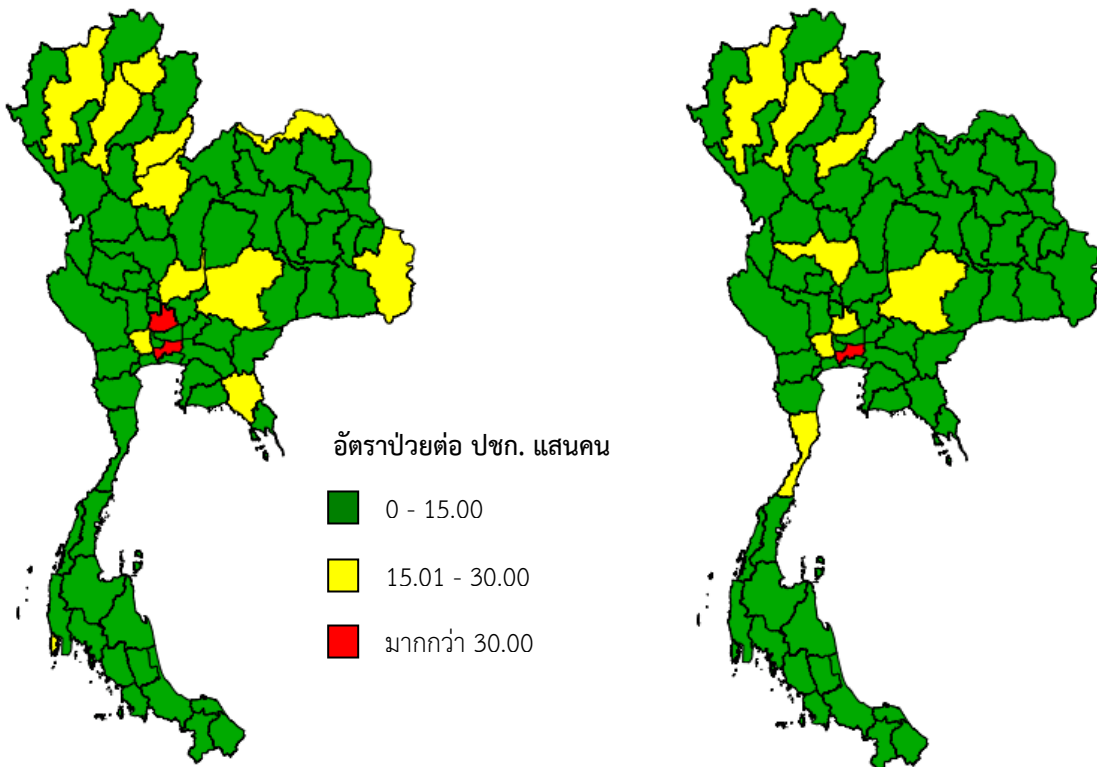 อัตราป่วยต่อ ปชก. แสนคน
0 - 15.00
15.01 - 30.00
มากกว่า 30.00